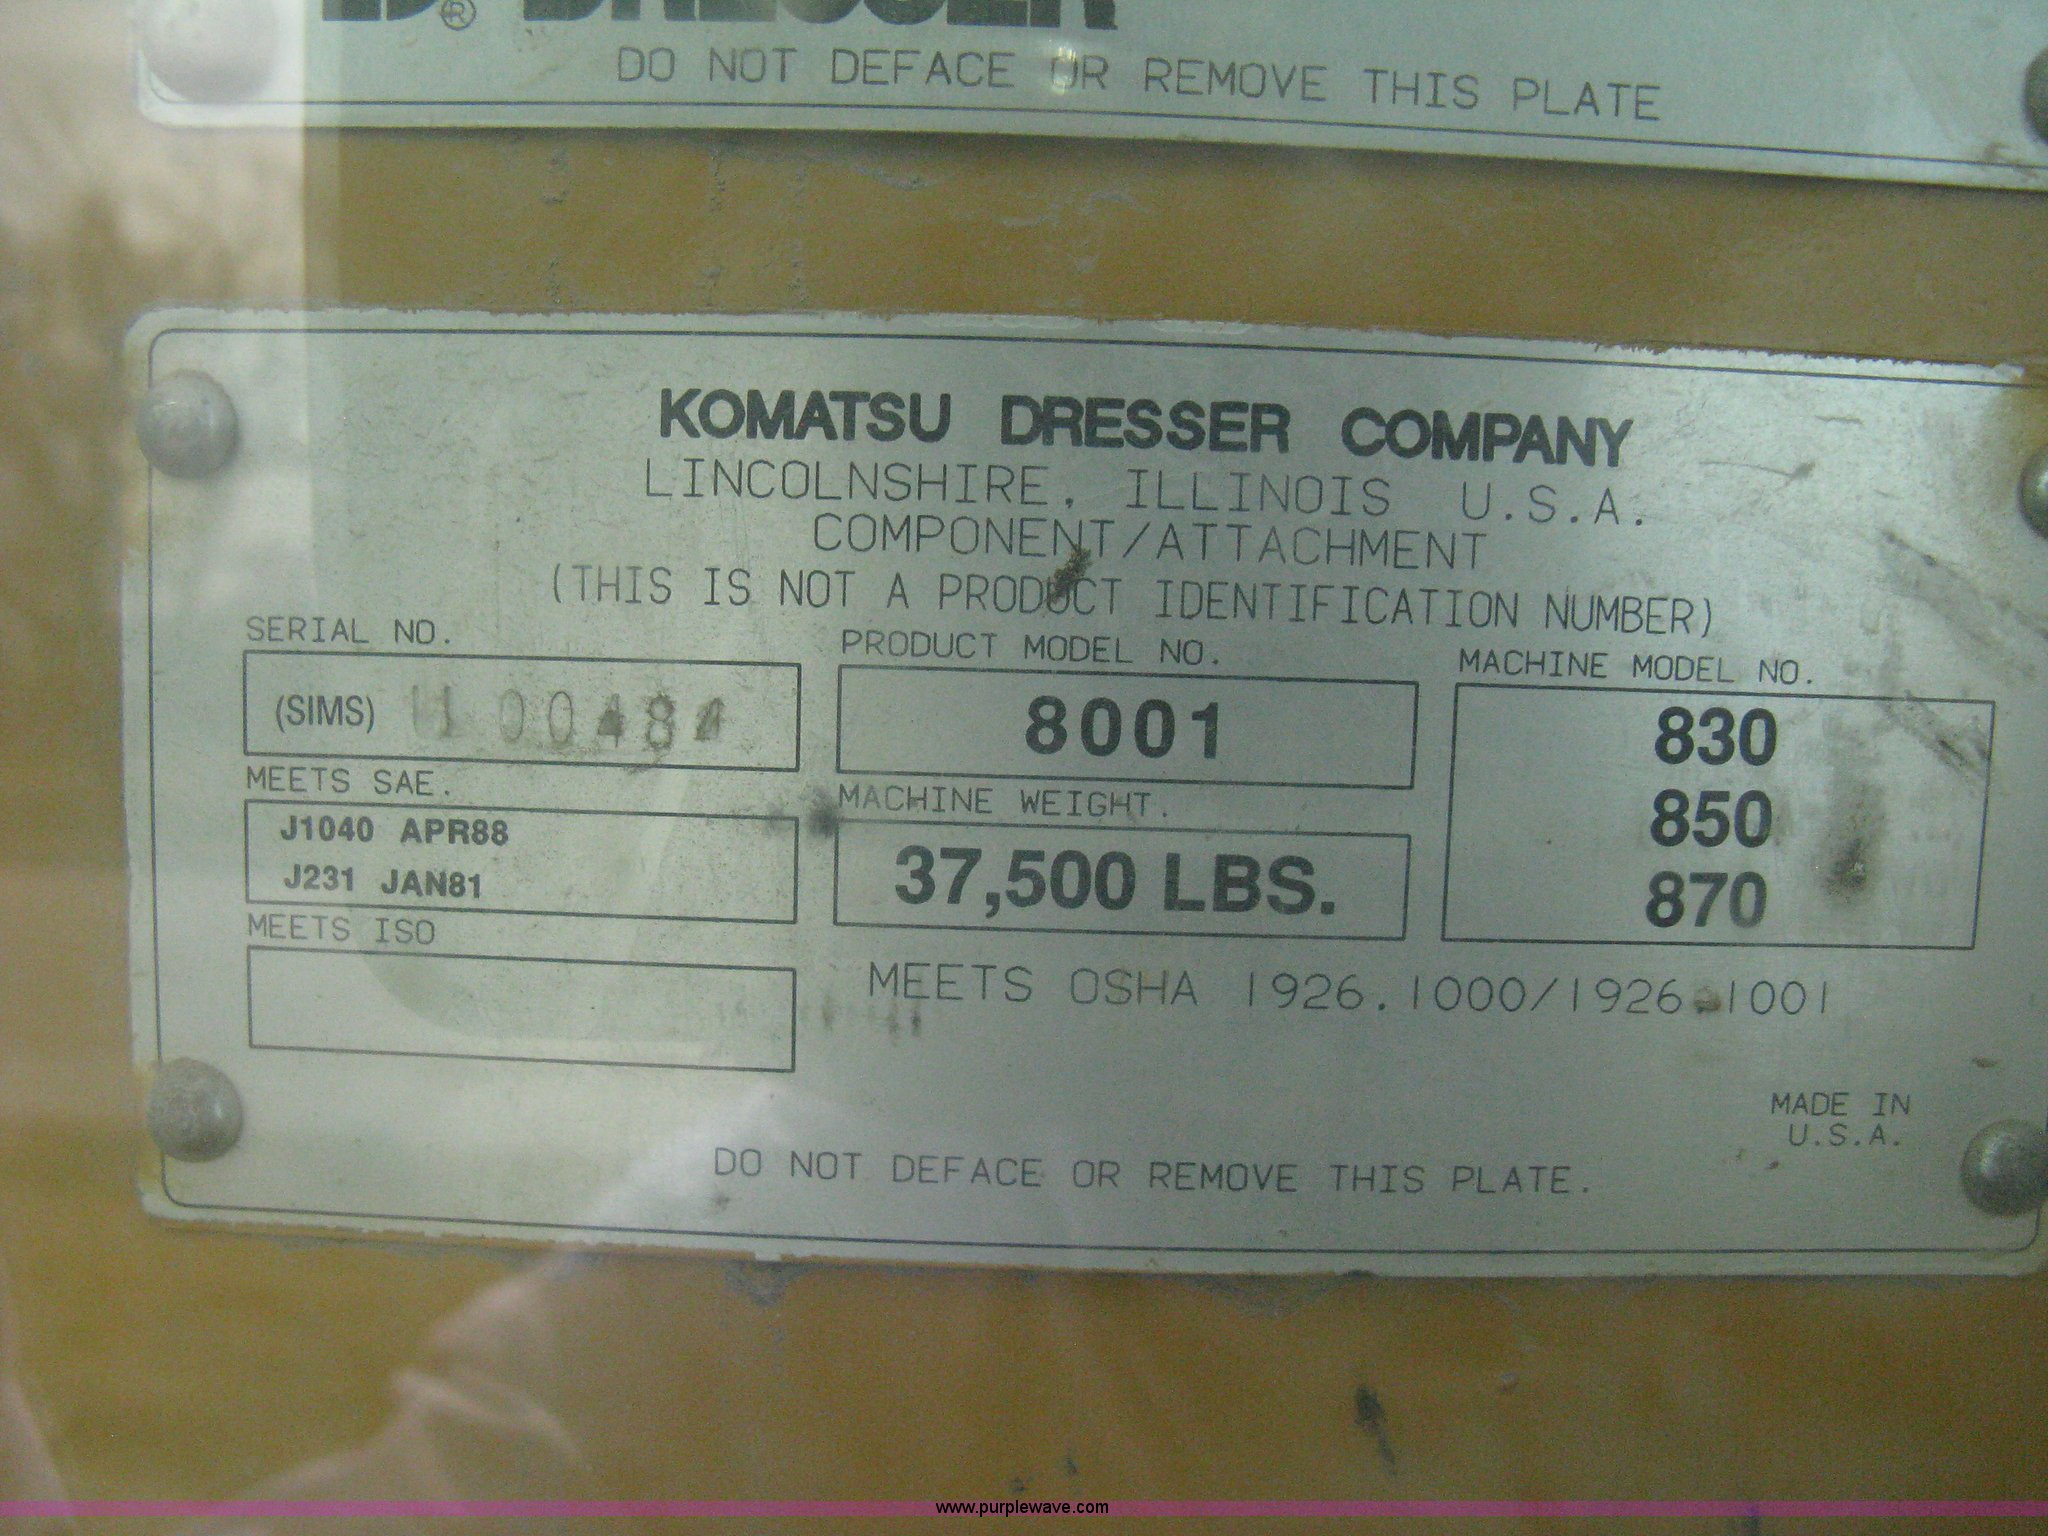 DRESSER
DO NOT DEFACE OR REMOVE THIS PLATE
KOMATSU DRESSER COMPANY
LINCOLNSHIRE, ILLINOIS U.S.A.
COMPONENT/ATTACHMENT
(THIS IS NOT A PRODUCT IDENTIFICATION NUMBER)
SERIAL NO.
(SIMS)
PRODUCT MODEL NO.
8001
MACHINE MODEL NO.
830
850
870
MEETS SAE.
J1040 APR88
J231 JAN81
MACHINE WEIGHT.
37,500 LBS.
MEETS ISO
MEETS OSHA 1926.1000/1926.1001
MADE IN
U.S.A.
DO NOT DEFACE OR REMOVE THIS PLATE.
www.purplewave.com